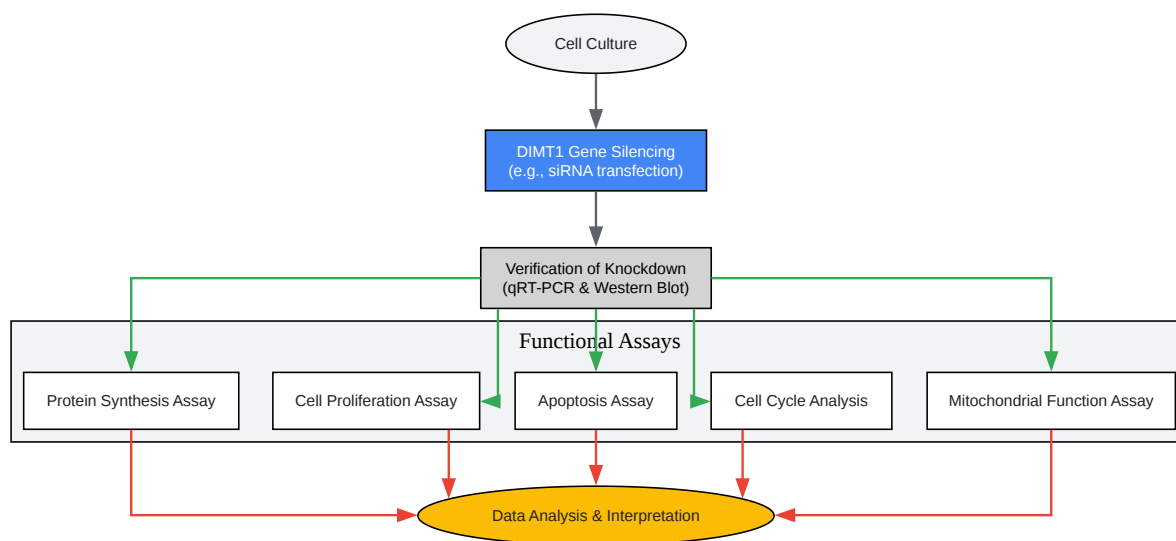 Cell Culture
DIMT1 Gene Silencing
(e.g., siRNA transfection)
Verification of Knockdown
(qRT-PCR & Western Blot)
Functional Assays
Protein Synthesis Assay
Cell Proliferation Assay
Apoptosis Assay
Cell Cycle Analysis
Mitochondrial Function Assay
Data Analysis & Interpretation